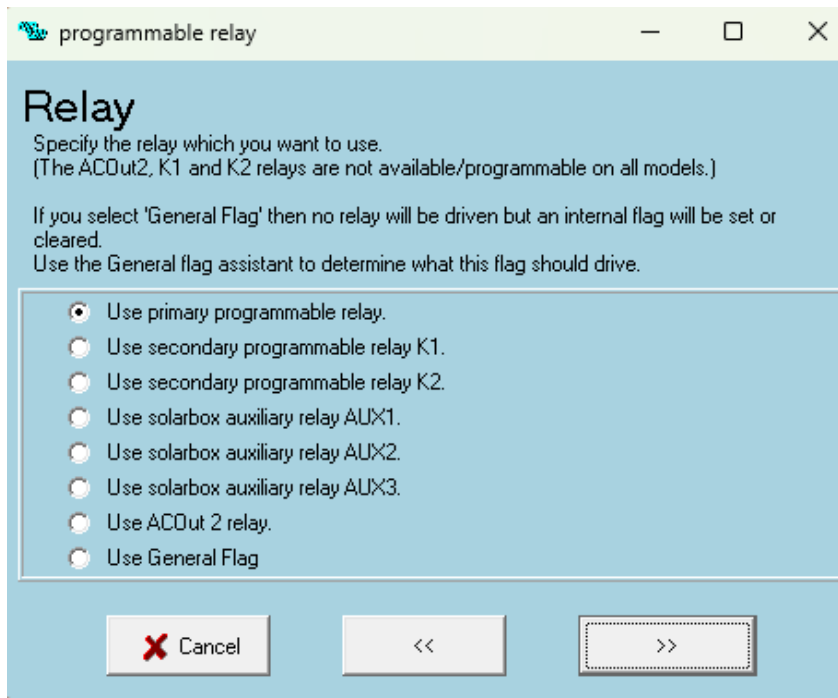 programmable relay
Relay
Specify the relay which you want to use.
(The ACOut2, K1 and K2 relays are not available/programmable on all models.)
If you select 'General Flag' then no relay will be driven but an internal flag will be set or
cleared.
Use the General flag assistant to determine what this flag should drive.
Use primary programmable relay.
Use secondary programmable relay K1.
Use secondary programmable relay K2.
Use solarbox auxiliary relay AUX1.
Use solarbox auxiliary relay AUX2.
Use solarbox auxiliary relay AUX3.
Use ACOut 2 relay.
Use General Flag
Cancel << >>